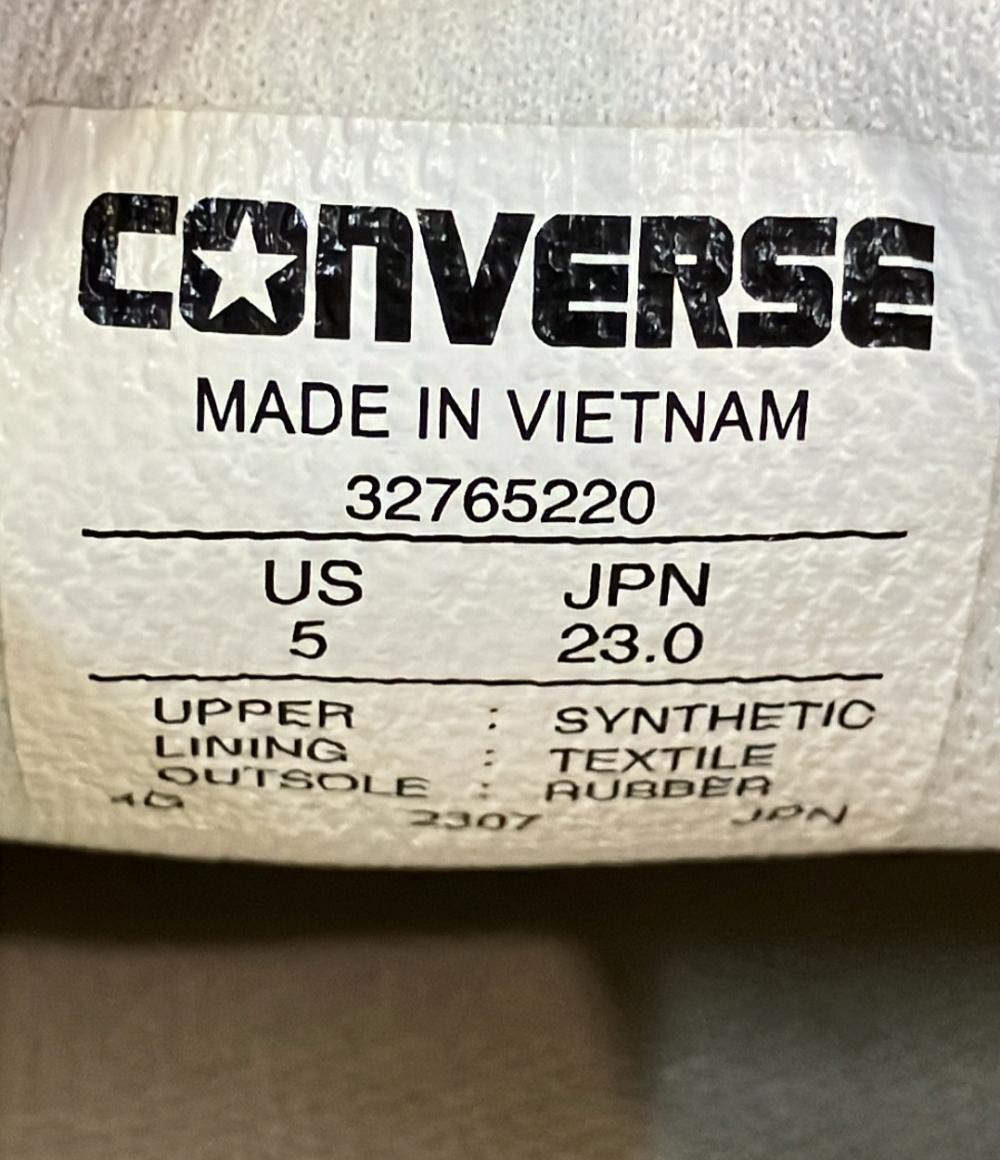 CONVERSE
MADE IN VIETNAM
32765220
US JPN
5 23.0
UPPER : SYNTHETIC
LINING : TEXTILE
OUTSOLE : RUBBER
2307 JPN